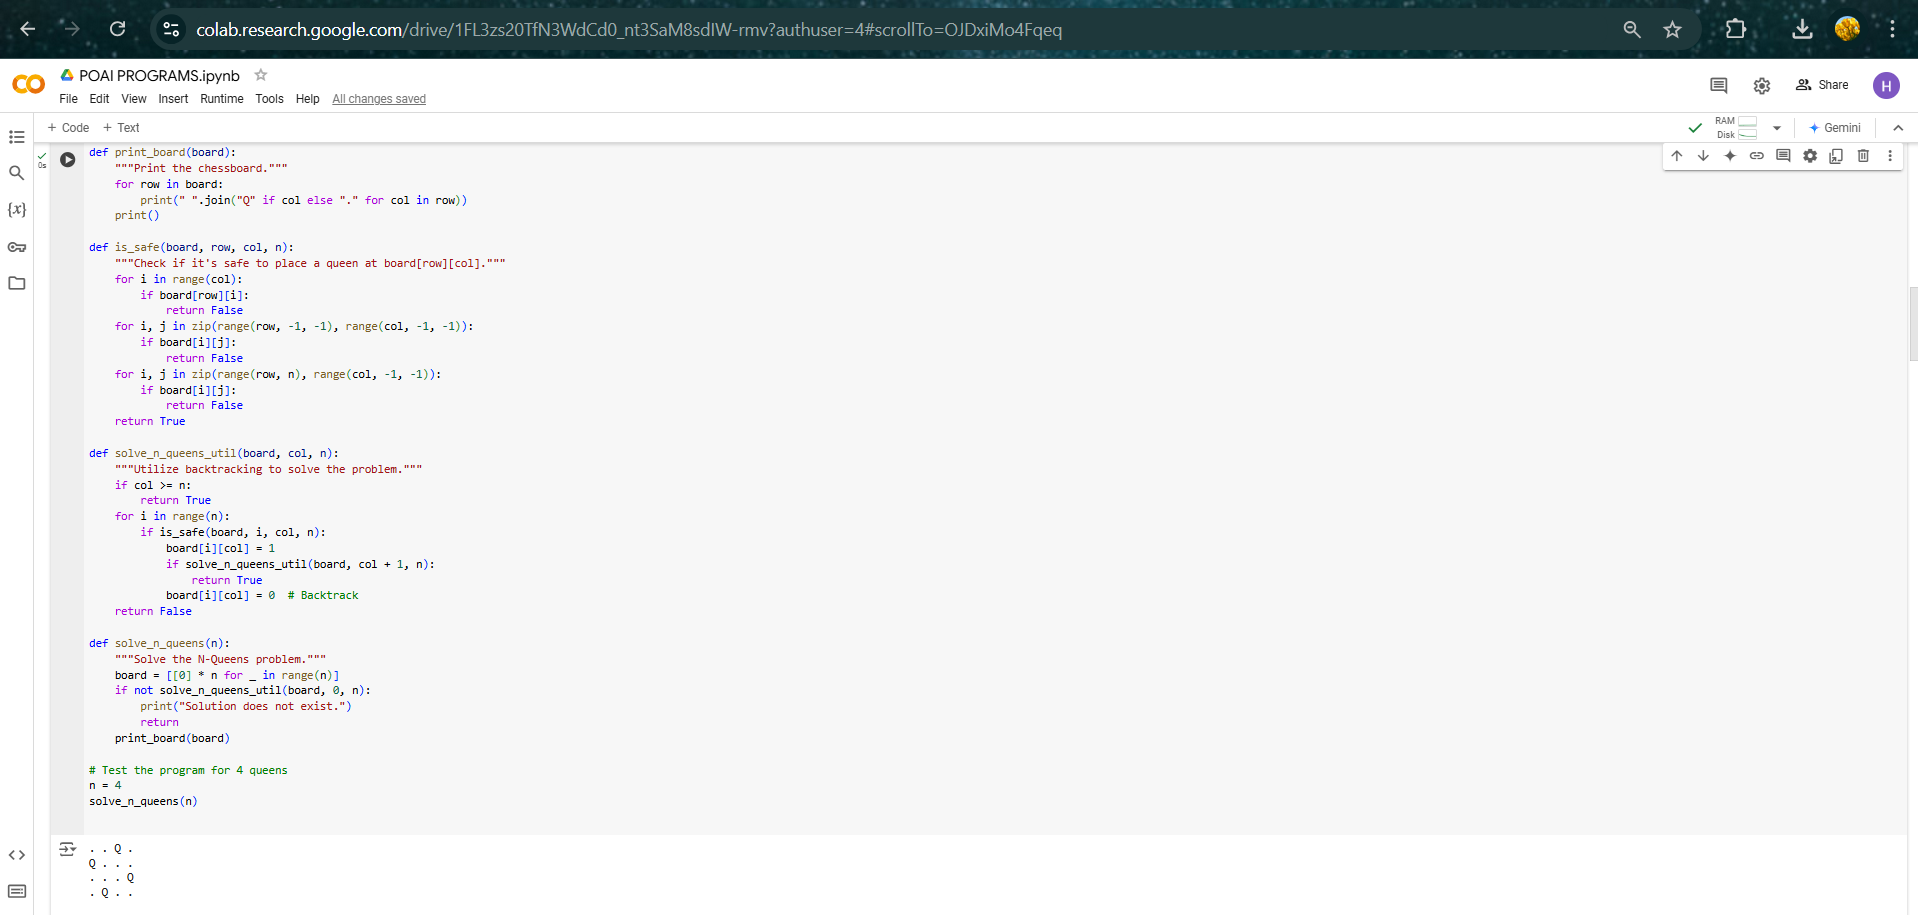 colab.research.google.com/drive/1FL3zs20TfN3WdCd0_nt3SaM8sdIW-rmv?authuser=4#scrollTo=OJDxiMo4Fqeq
CO
POAI PROGRAMS.ipynb
File Edit View Insert Runtime Tools Help All changes saved
Share
H
+ Code + Text
RAM
Disk
Gemini
0s
def print_board(board):
    """Print the chessboard."""
    for row in board:
        print(" ".join("Q" if col else "." for col in row))
    print()

def is_safe(board, row, col, n):
    """Check if it's safe to place a queen at board[row][col]."""
    for i in range(col):
        if board[row][i]:
            return False
    for i, j in zip(range(row, -1, -1), range(col, -1, -1)):
        if board[i][j]:
            return False
    for i, j in zip(range(row, n), range(col, -1, -1)):
        if board[i][j]:
            return False
    return True

def solve_n_queens_util(board, col, n):
    """Utilize backtracking to solve the problem."""
    if col >= n:
        return True
    for i in range(n):
        if is_safe(board, i, col, n):
            board[i][col] = 1
            if solve_n_queens_util(board, col + 1, n):
                return True
            board[i][col] = 0  # Backtrack
    return False

def solve_n_queens(n):
    """Solve the N-Queens problem."""
    board = [[0] * n for _ in range(n)]
    if not solve_n_queens_util(board, 0, n):
        print("Solution does not exist.")
        return
    print_board(board)

# Test the program for 4 queens
n = 4
solve_n_queens(n)

. . Q .
Q . . .
. . . Q
. Q . .